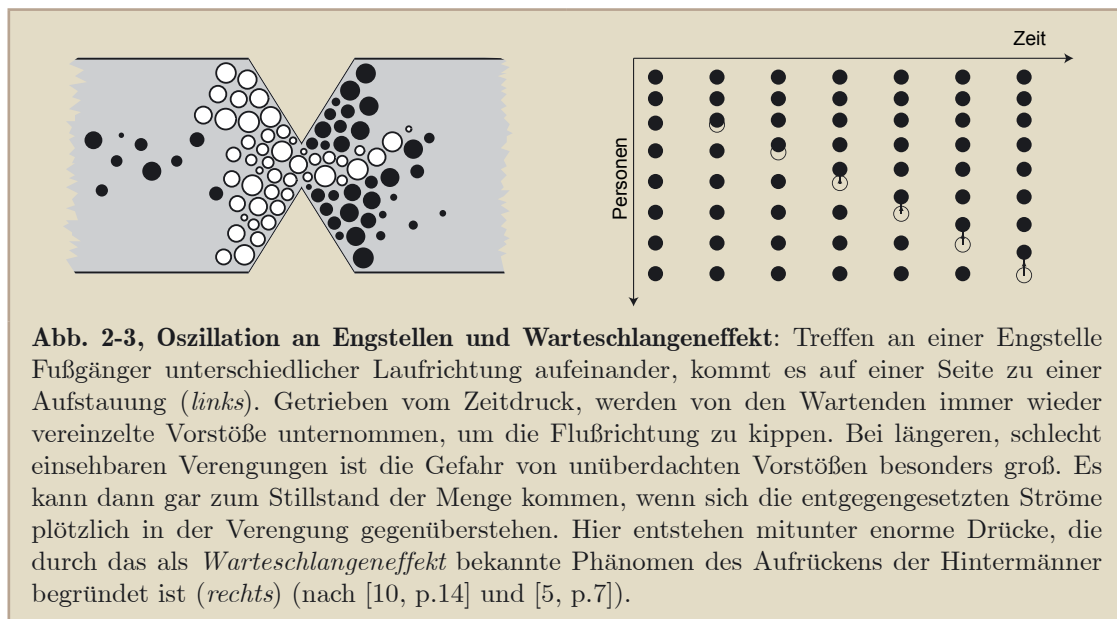 Zeit
Personen
Abb. 2-3, Oszillation an Engstellen und Warteschlangeneffekt: Treffen an einer Engstelle
Fußgänger unterschiedlicher Laufrichtung aufeinander, kommt es auf einer Seite zu einer
Aufstauung (links). Getrieben vom Zeitdruck, werden von den Wartenden immer wieder
vereinzelte Vorstöße unternommen, um die Flußrichtung zu kippen. Bei längeren, schlecht
einsehbaren Verengungen ist die Gefahr von unüberdachten Vorstößen besonders groß. Es
kann dann gar zum Stillstand der Menge kommen, wenn sich die entgegengesetzten Ströme
plötzlich in der Verengung gegenüberstehen. Hier entstehen mitunter enorme Drücke, die
durch das als Warteschlangeneffekt bekannte Phänomen des Aufrückens der Hintermänner
begründet ist (rechts) (nach [10, p.14] und [5, p.7]).